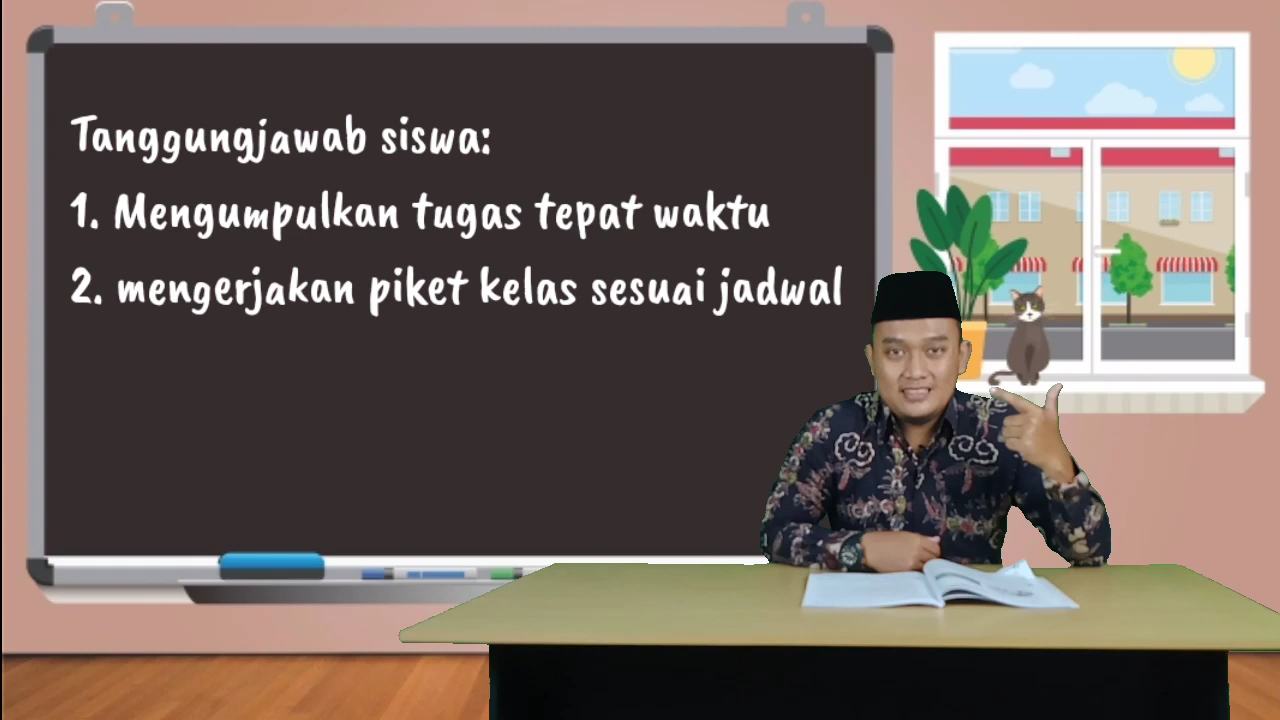 Tanggungjawab siswa:
1. Mengumpulkan tugas tepat waktu
2. mengerjakan piket kelas sesuai jadwal